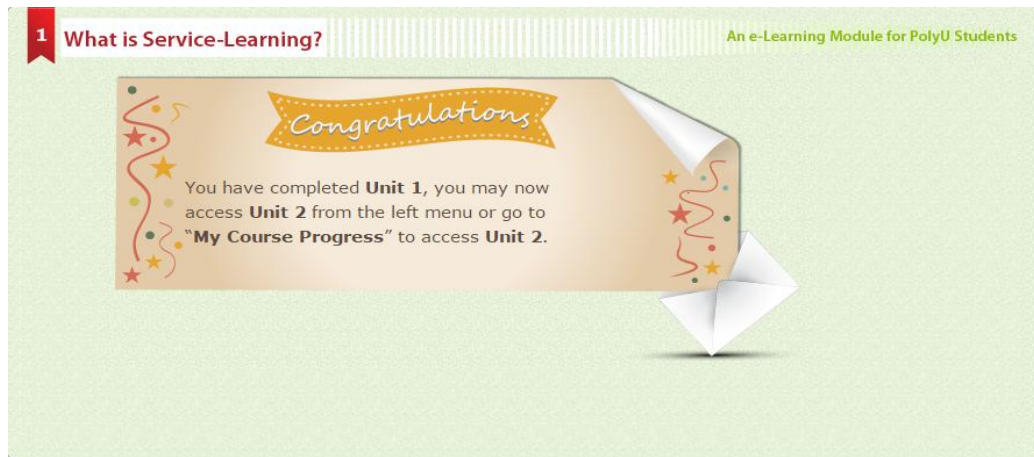 1
What is Service-Learning?
An e-Learning Module for PolyU Students
Congratulations
You have completed Unit 1, you may now
access Unit 2 from the left menu or go to
“My Course Progress” to access Unit 2.